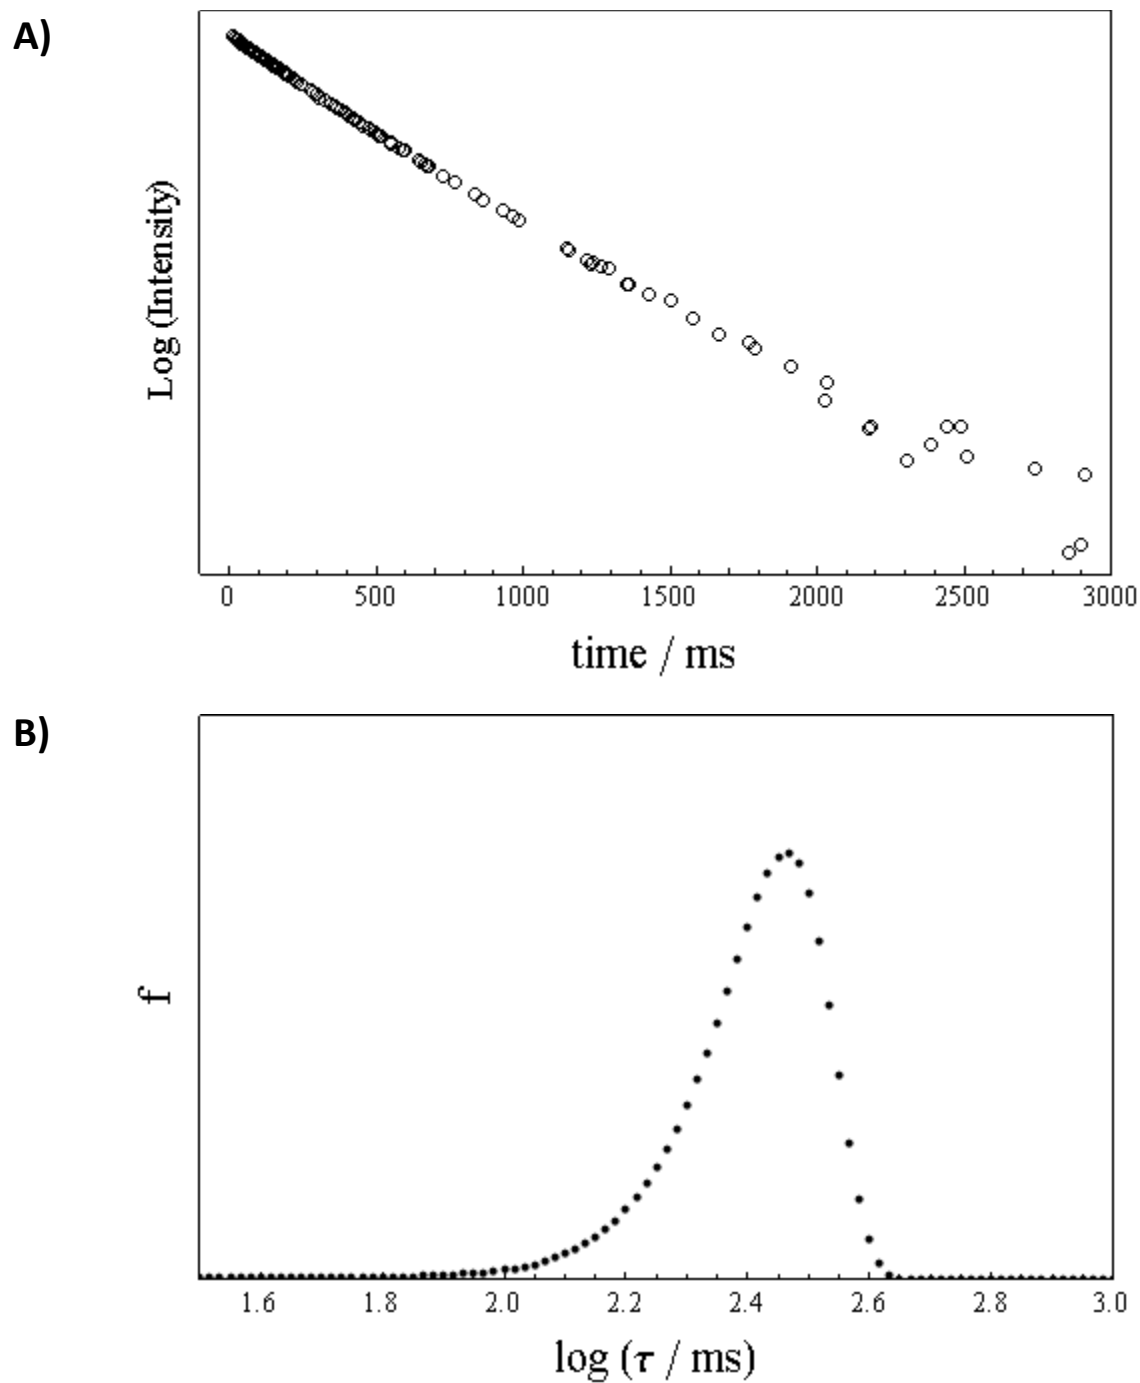 A)
Log (Intensity)
0 500 1000 1500 2000 2500 3000
time / ms
B)
f
1.6 1.8 2.0 2.2 2.4 2.6 2.8 3.0
log (τ / ms)